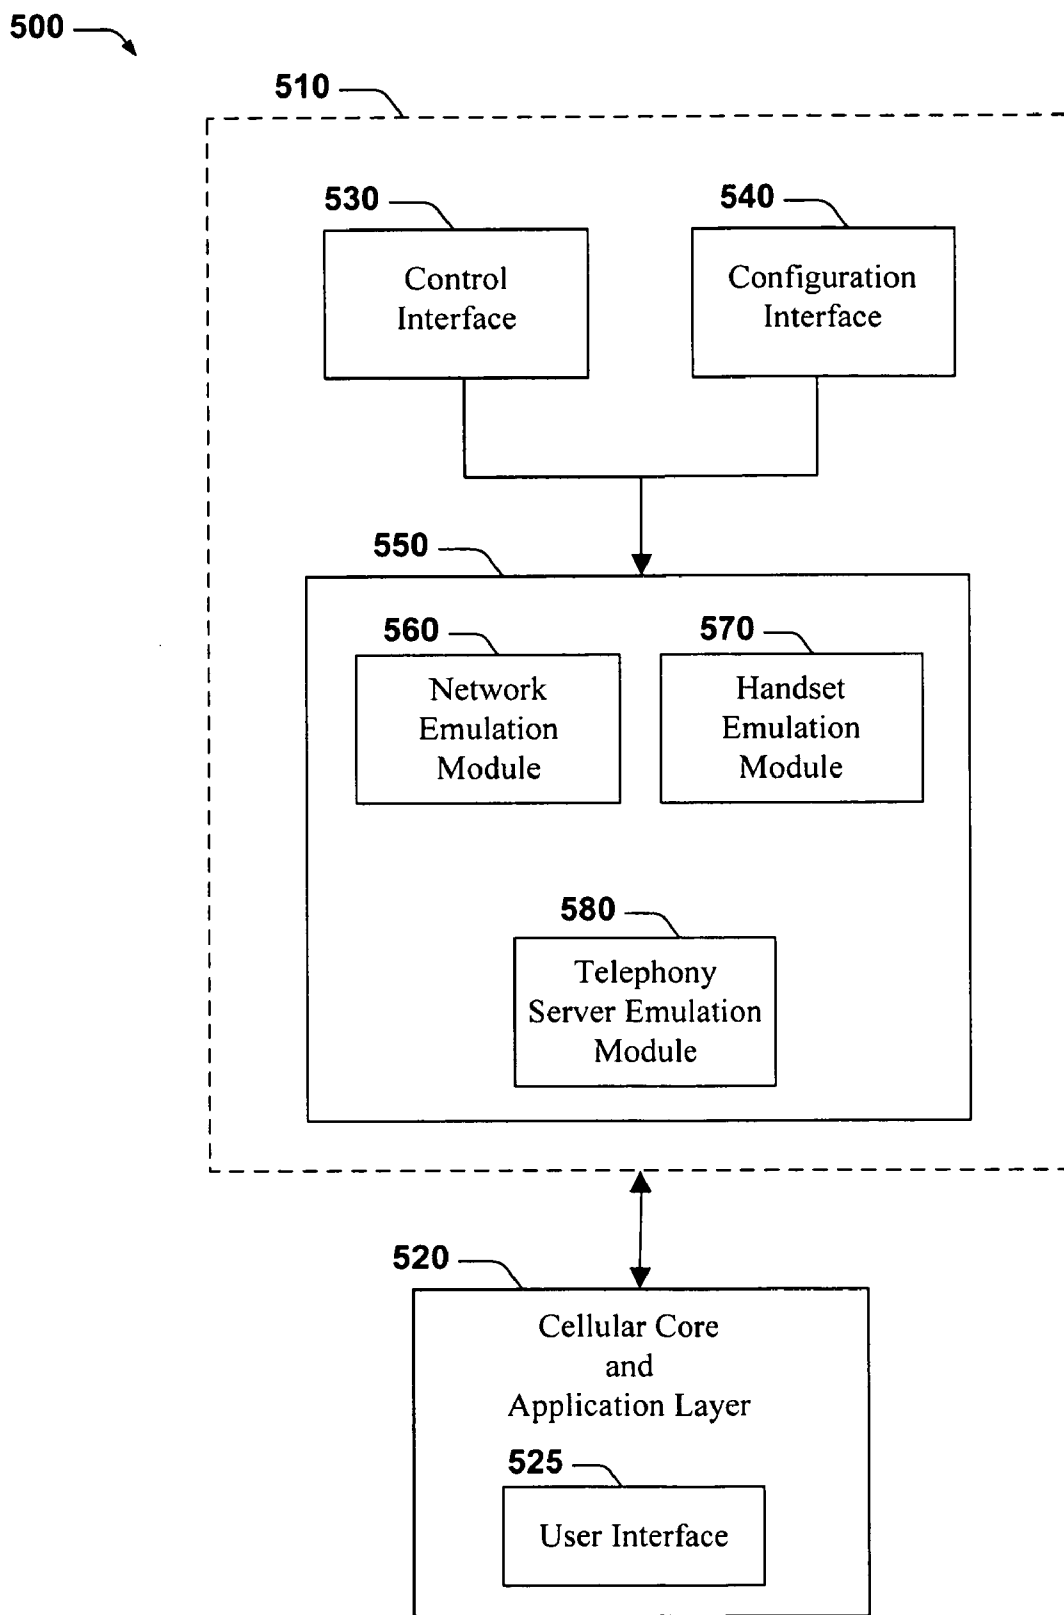 500
510
530
540
Control
Interface
Configuration
Interface
550
560
570
Network
Emulation
Module
Handset
Emulation
Module
580
Telephony
Server Emulation
Module
520
Cellular Core
and
Application Layer
525
User Interface